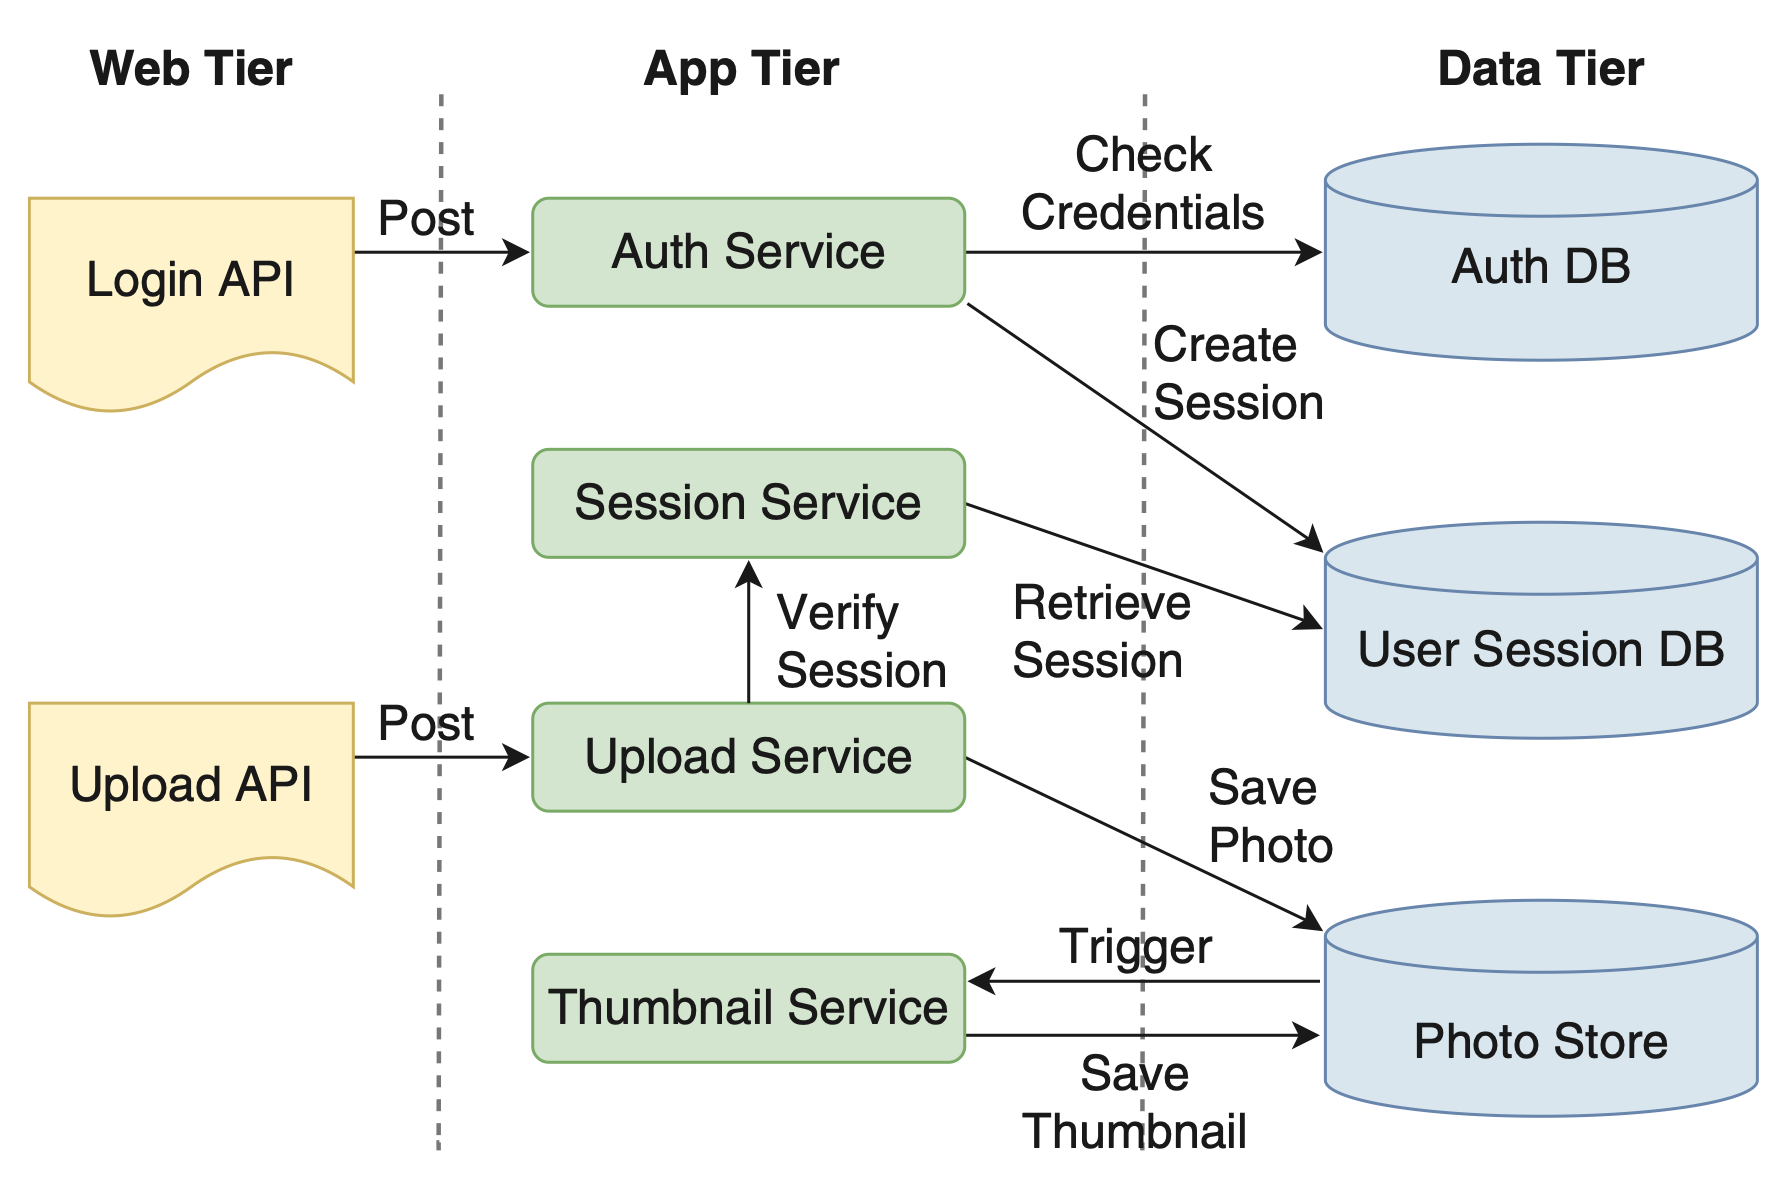 Web Tier
App Tier
Data Tier
Login API
Post
Auth Service
Check
Credentials
Auth DB
Create
Session
Session Service
Retrieve
Session
User Session DB
Verify
Session
Upload API
Post
Upload Service
Save
Photo
Thumbnail Service
Trigger
Save
Thumbnail
Photo Store